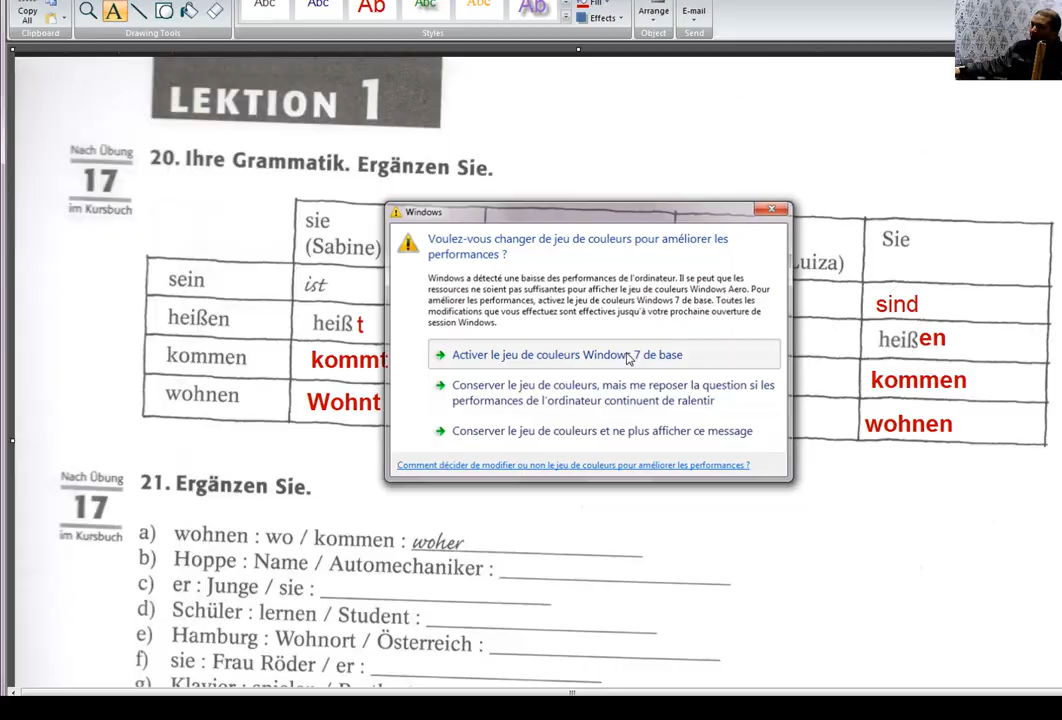 Copy
All
Clipboard
Drawing Tools
Abc Abc Ab Abc Abc Ab
Styles
Fill
Effects
Arrange
Object
E-mail
Send
LEKTION 1
Nach Übung
17
im Kursbuch
20. Ihre Grammatik. Ergänzen Sie.
sie
(Sabine)
Luiza)
Sie
sein ist sind
heißen heißt heißen
kommen kommt kommen
wohnen Wohnt wohnen
Windows
Voulez-vous changer de jeu de couleurs pour améliorer les
performances ?
Windows a détecté une baisse des performances de l'ordinateur. Il se peut que les
ressources ne soient pas suffisantes pour afficher le jeu de couleurs Windows Aero. Pour
améliorer les performances, activez le jeu de couleurs Windows 7 de base. Toutes les
modifications que vous effectuez sont effectives jusqu'à votre prochaine ouverture de
session Windows.
Activer le jeu de couleurs Windows 7 de base
Conserver le jeu de couleurs, mais me reposer la question si les
performances de l'ordinateur continuent de ralentir
Conserver le jeu de couleurs et ne plus afficher ce message
Comment décider de modifier ou non le jeu de couleurs pour améliorer les performances ?
Nach Übung
17
im Kursbuch
21. Ergänzen Sie.
a) wohnen : wo / kommen : woher
b) Hoppe : Name / Automechaniker :
c) er : Junge / sie :
d) Schüler : lernen / Student :
e) Hamburg : Wohnort / Österreich :
f) sie : Frau Röder / er :
g) Klavier : spielen /